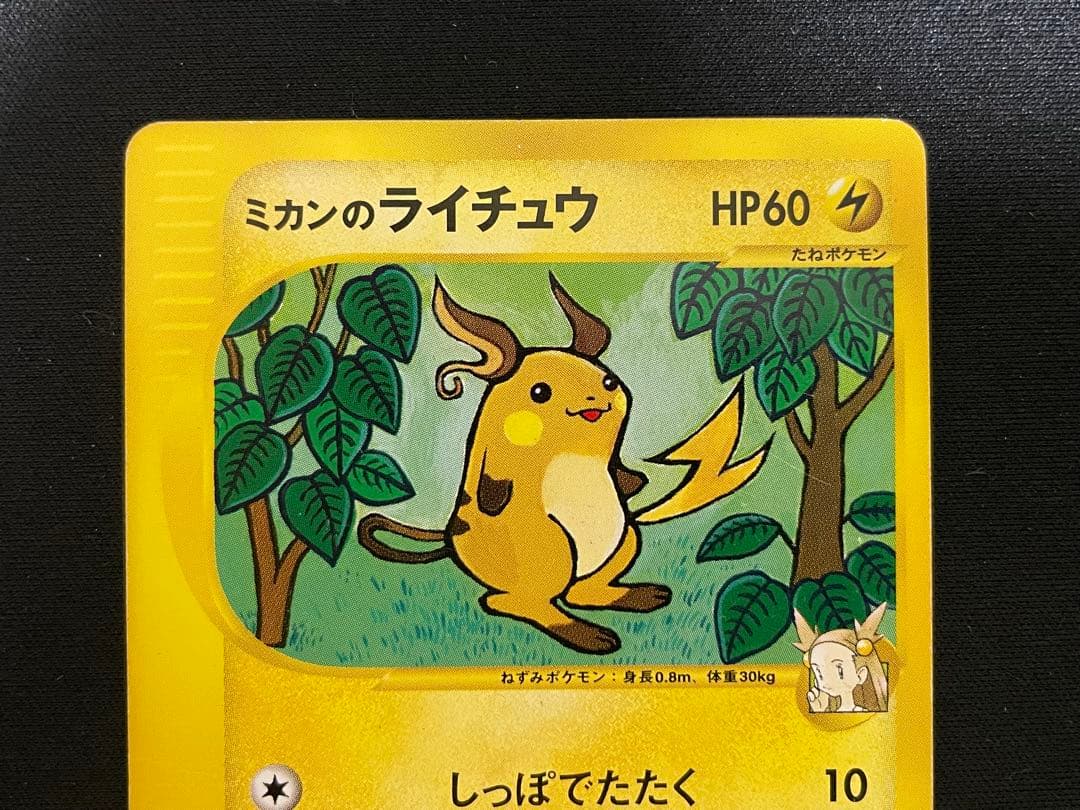 ミカンのライチュウ HP60
たねポケモン
ねずみポケモン：身長0.8m、体重30kg
しっぽでたたく 10